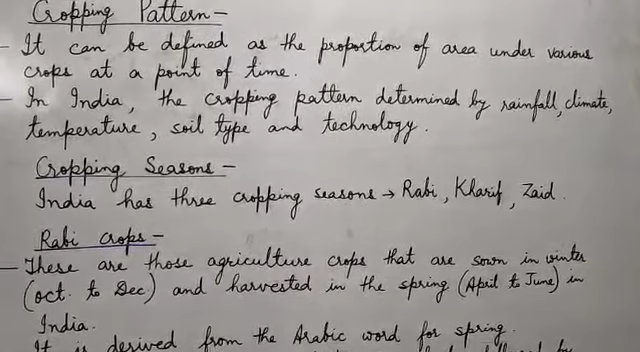 Cropping Pattern -
- It can be defined as the proportion of area under various
crops at a point of time.
- In India, the cropping pattern determined by rainfall, climate,
temperature, soil type and technology.
Cropping Seasons -
India has three cropping seasons → Rabi, Kharif, Zaid.
Rabi crops -
- These are those agriculture crops that are sown in winter
(oct. to Dec) and harvested in the spring (April to June) in
India.
It is derived from the Arabic word for spring.